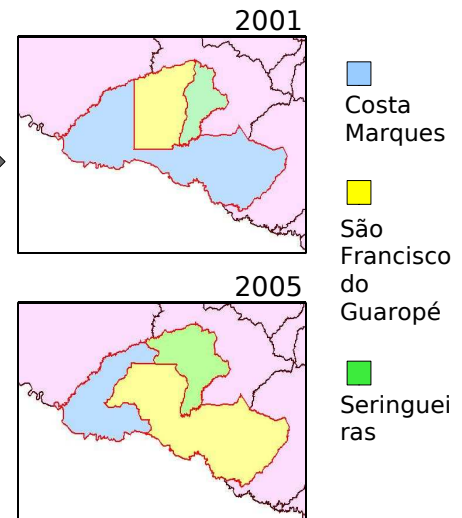 2001
Costa
Marques
São
Francisco
do
Guaropé
2005
Seringuei
ras